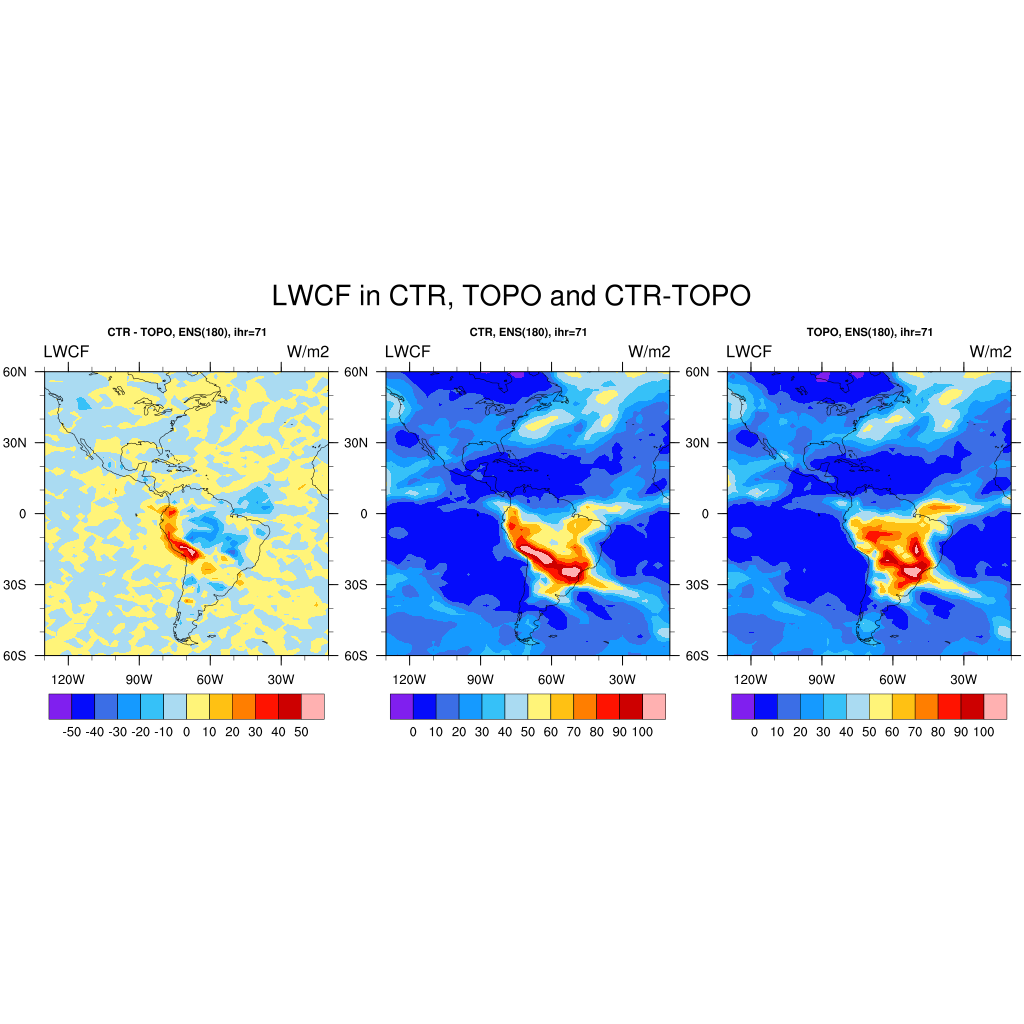 LWCF in CTR, TOPO and CTR-TOPO
CTR - TOPO, ENS(180), ihr=71
LWCF W/m2
60N
30N
0
30S
60S
120W 90W 60W 30W
-50 -40 -30 -20 -10 0 10 20 30 40 50
CTR, ENS(180), ihr=71
LWCF W/m2
60N
30N
0
30S
60S
120W 90W 60W 30W
0 10 20 30 40 50 60 70 80 90 100
TOPO, ENS(180), ihr=71
LWCF W/m2
60N
30N
0
30S
60S
120W 90W 60W 30W
0 10 20 30 40 50 60 70 80 90 100